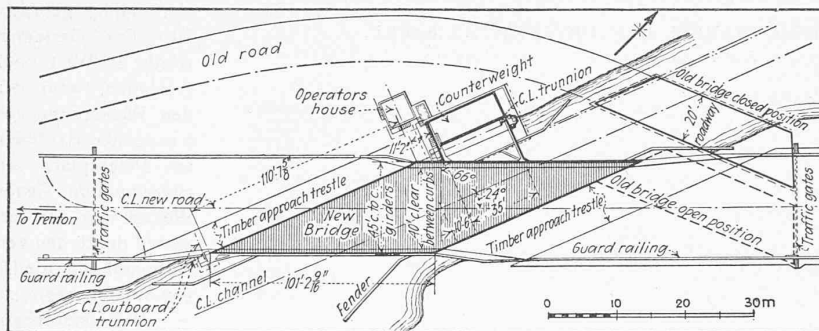 Old road
Operators
house
Counterweight
C.L. trunnion
Old bridge closed position
20'
roadway
11'-2"
110'-1⅝"
C.L. new road
Timber approach trestle
45' c. to c.
girders
40' clear
between curbs
66°
24°
35'
New
Bridge
To Trenton
Traffic gates
Timber approach trestle
Old bridge open position
Traffic gates
Guard railing
Guard railing
C.L. outboard
trunnion
C.L. channel
101'-2 9/16"
Fender
0 10 20 30m